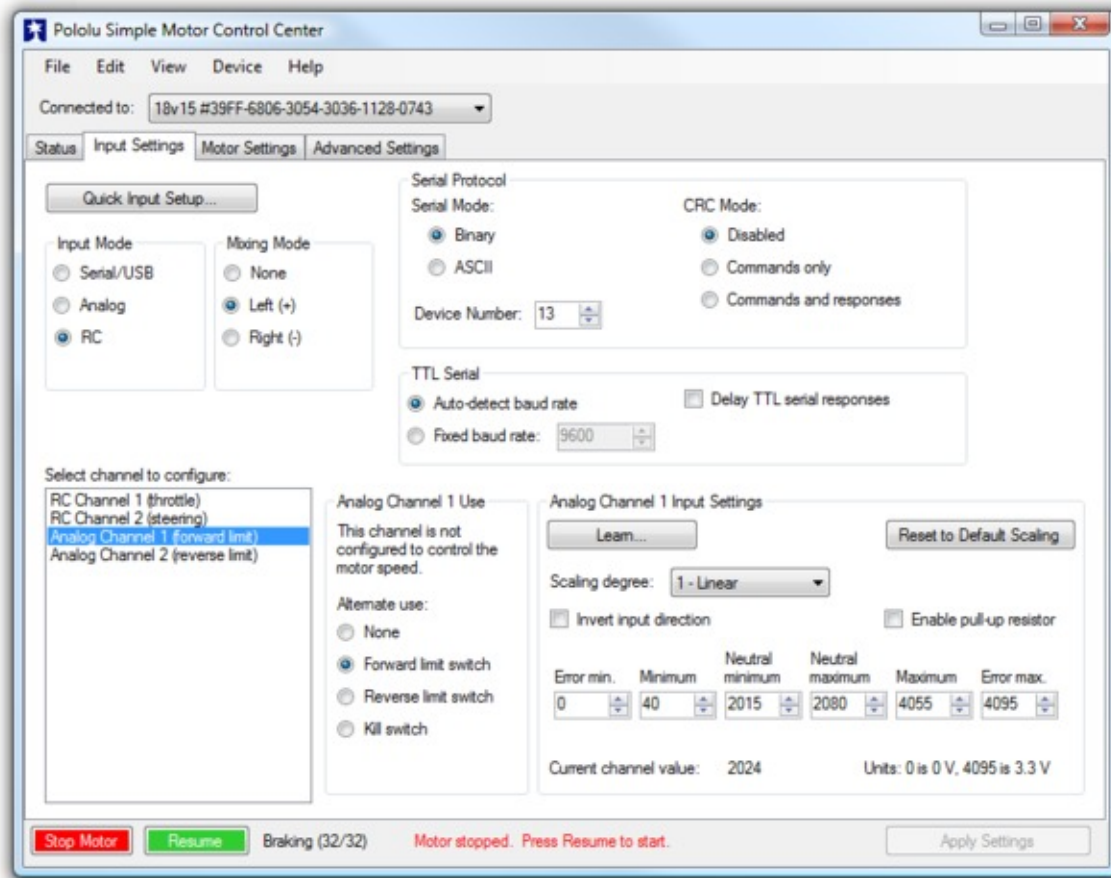 Pololu Simple Motor Control Center
File Edit View Device Help
Connected to: 18v15 #39FF-6806-3054-3036-1128-0743
Status Input Settings Motor Settings Advanced Settings
Quick Input Setup...
Input Mode
Serial/USB
Analog
RC
Mixing Mode
None
Left (+)
Right (-)
Serial Protocol
Serial Mode:
Binary
ASCII
Device Number: 13
CRC Mode:
Disabled
Commands only
Commands and responses
TTL Serial
Auto-detect baud rate
Fixed baud rate: 9600
Delay TTL serial responses
Select channel to configure:
RC Channel 1 (throttle)
RC Channel 2 (steering)
Analog Channel 1 (forward limit)
Analog Channel 2 (reverse limit)
Analog Channel 1 Use
This channel is not
configured to control the
motor speed.
Alternate use:
None
Forward limit switch
Reverse limit switch
Kill switch
Analog Channel 1 Input Settings
Learn... Reset to Default Scaling
Scaling degree: 1 - Linear
Invert input direction Enable pull-up resistor
Error min. Minimum Neutral minimum Neutral maximum Maximum Error max.
0 40 2015 2080 4055 4095
Current channel value: 2024 Units: 0 is 0 V, 4095 is 3.3 V
Stop Motor Resume Braking (32/32) Motor stopped. Press Resume to start. Apply Settings